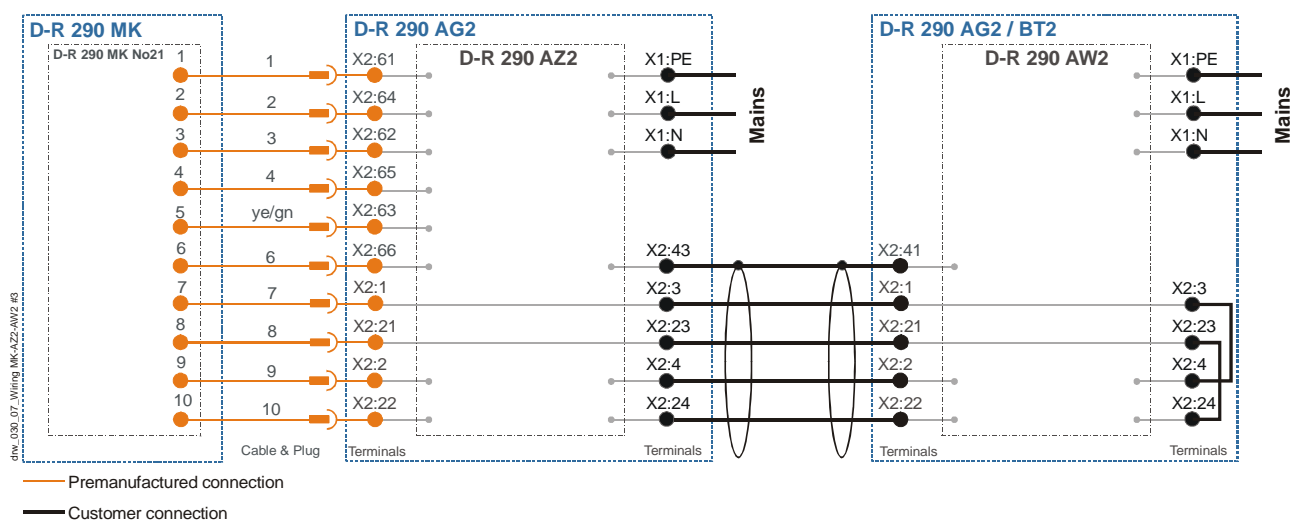 D-R 290 MK
D-R 290 AG2
D-R 290 AG2 / BT2
D-R 290 MK No21
D-R 290 AZ2
D-R 290 AW2
1 1 X2:61 X1:PE X1:PE
2 2 X2:64 X1:L X1:L
3 3 X2:62 X1:N X1:N
Mains
Mains
4 4 X2:65
5 ye/gn X2:63
6 6 X2:66 X2:43 X2:41
7 7 X2:1 X2:3 X2:1 X2:3
8 8 X2:21 X2:23 X2:21 X2:23
9 9 X2:2 X2:4 X2:2 X2:4
10 10 X2:22 X2:24 X2:22 X2:24
Cable & Plug Terminals Terminals Terminals Terminals
drw_030_07_Wiring MK-AZ2-AW2 #3
Premanufactured connection
Customer connection